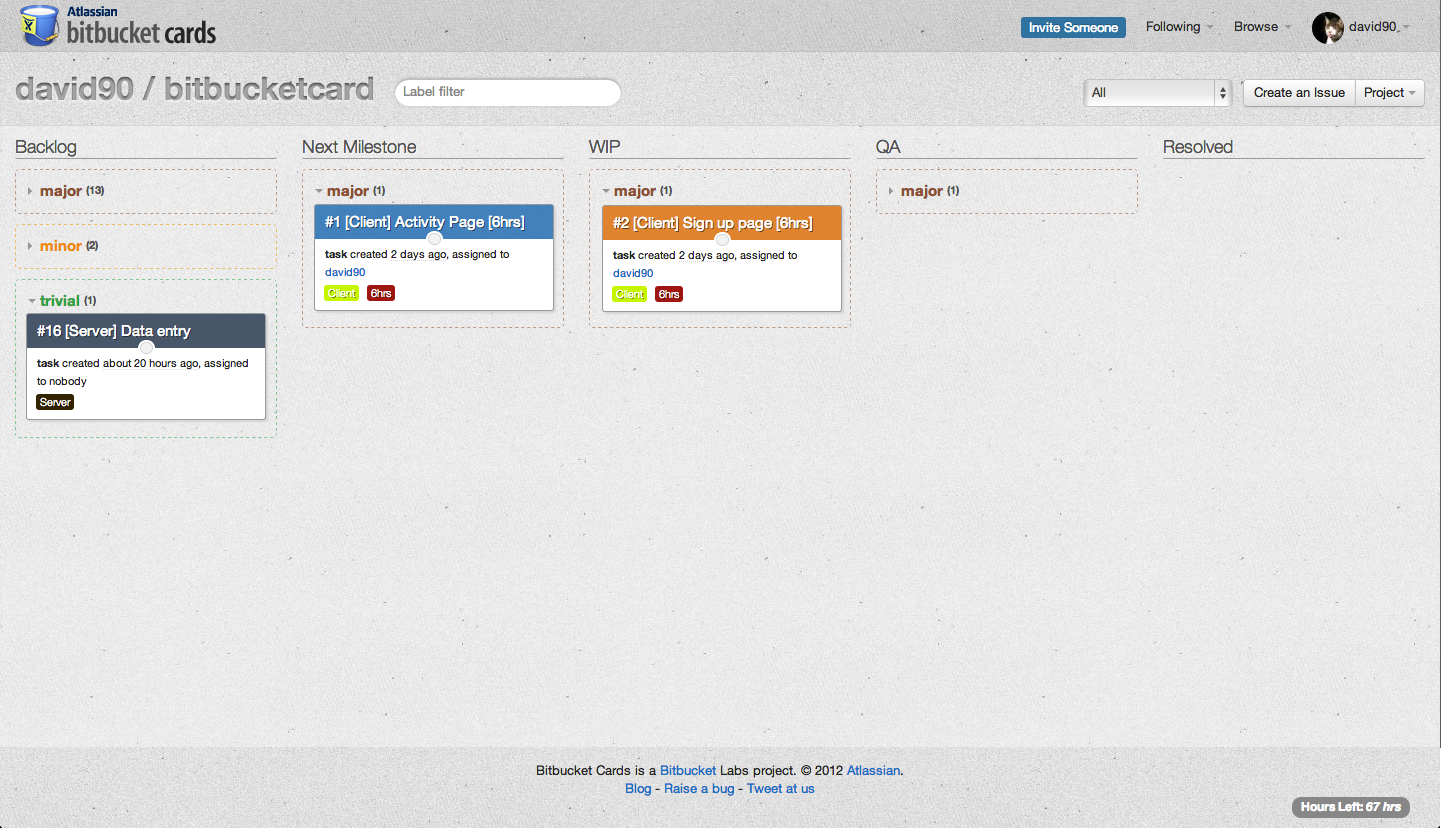 Atlassian
bitbucket cards
Invite Someone
Following
Browse
david90
david90 / bitbucketcard
Label filter
All
Create an Issue
Project
Backlog
major (13)
minor (2)
trivial (1)
#16 [Server] Data entry
task created about 20 hours ago, assigned
to nobody
Server
Next Milestone
major (1)
#1 [Client] Activity Page [6hrs]
task created 2 days ago, assigned to
david90
Client 6hrs
WIP
major (1)
#2 [Client] Sign up page [6hrs]
task created 2 days ago, assigned to
david90
Client 6hrs
QA
major (1)
Resolved
Bitbucket Cards is a Bitbucket Labs project. © 2012 Atlassian.
Blog - Raise a bug - Tweet at us
Hours Left: 67 hrs